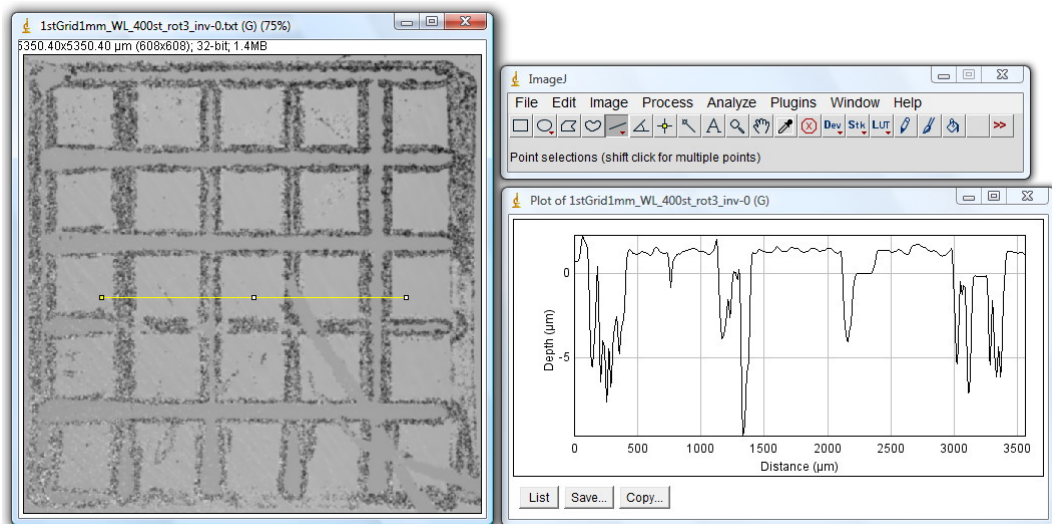 1stGrid1mm_WL_400st_rot3_inv-0.txt (G) (75%)
5350.40x5350.40 µm (608x608); 32-bit; 1.4MB
ImageJ
File Edit Image Process Analyze Plugins Window Help
Dev Stk LUT >>
Point selections (shift click for multiple points)
Plot of 1stGrid1mm_WL_400st_rot3_inv-0 (G)
Depth (µm)
0
-5
0 500 1000 1500 2000 2500 3000 3500
Distance (µm)
List Save... Copy...